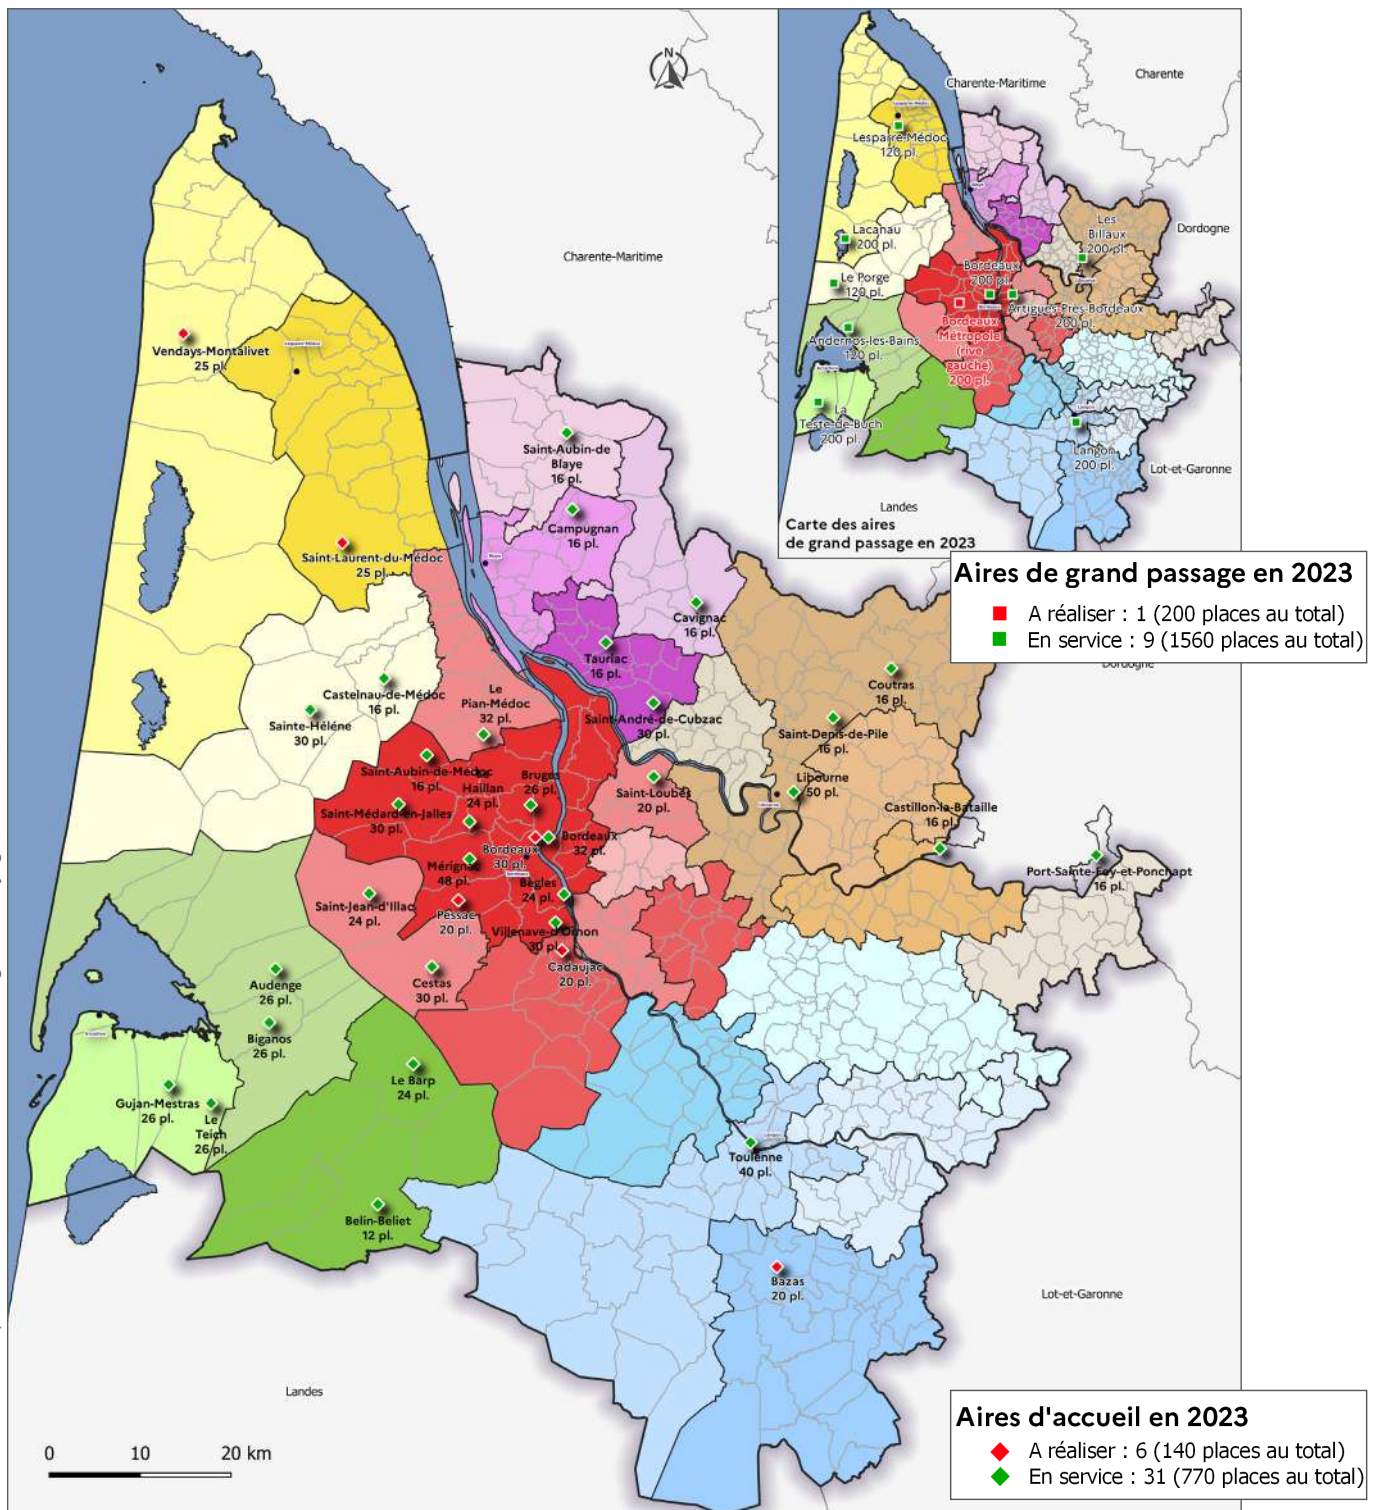 N
Charente-Maritime
Charente
Lesparre-Médoc
120 pl.
Dordogne
Les
Billaux
200 pl.
Lacanau
200 pl.
Bordeaux
200 pl.
Le Porge
120 pl.
Artigues-Près-Bordeaux
200 pl.
Bordeaux
Métropole
(rive
gauche)
200 pl.
Andernos-les-Bains
120 pl.
La
Teste-de-Buch
200 pl.
Langon
200 pl.
Lot-et-Garonne
Landes
Carte des aires
de grand passage en 2023
Aires de grand passage en 2023
A réaliser : 1 (200 places au total)
En service : 9 (1560 places au total)
Charente-Maritime
Dordogne
Vendays-Montalivet
25 pl.
Saint-Aubin-de
Blaye
16 pl.
Campugnan
16 pl.
Saint-Laurent-du-Médoc
25 pl.
Cavignac
16 pl.
Tauriac
16 pl.
Coutras
16 pl.
Castelnau-de-Médoc
16 pl.
Le
Pian-Médoc
32 pl.
Sainte-Hélène
30 pl.
Saint-André-de-Cubzac
30 pl.
Saint-Denis-de-Pile
16 pl.
Saint-Aubin-de-Médoc
16 pl.
Le
Haillan
24 pl.
Bruges
26 pl.
Saint-Loubès
20 pl.
Libourne
50 pl.
Saint-Médard-en-Jalles
30 pl.
Castillon-la-Bataille
16 pl.
Bordeaux
32 pl.
Bordeaux
30 pl.
Mérignac
48 pl.
Port-Sainte-Foy-et-Ponchapt
16 pl.
Bègles
24 pl.
Saint-Jean-d'Illac
24 pl.
Pessac
20 pl.
Villenave-d'Ornon
30 pl.
Cadaujac
20 pl.
Cestas
30 pl.
Audenge
26 pl.
Biganos
26 pl.
Le Barp
24 pl.
Gujan-Mestras
26 pl.
Le
Teich
26 pl.
Toulenne
40 pl.
Belin-Beliet
12 pl.
Bazas
20 pl.
Lot-et-Garonne
Landes
0 10 20 km
Aires d'accueil en 2023
A réaliser : 6 (140 places au total)
En service : 31 (770 places au total)